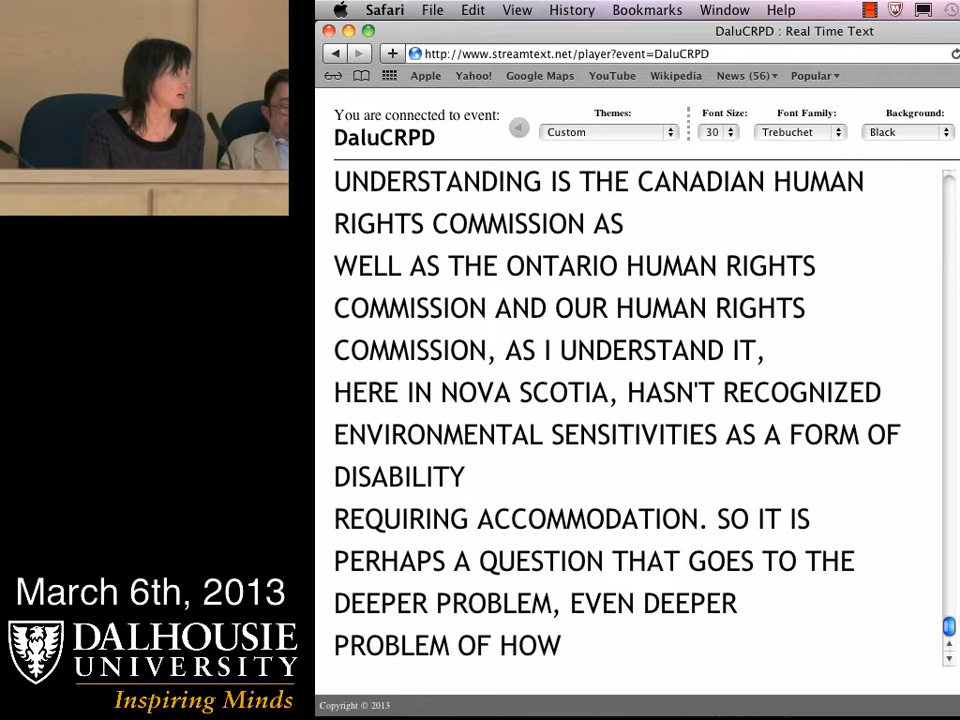 Safari File Edit View History Bookmarks Window Help
DaluCRPD : Real Time Text
http://www.streamtext.net/player?event=DaluCRPD
Apple Yahoo! Google Maps YouTube Wikipedia News (56)▾ Popular▾
You are connected to event:
DaluCRPD
Themes: Font Size: Font Family: Background:
Custom 30 Trebuchet Black
UNDERSTANDING IS THE CANADIAN HUMAN
RIGHTS COMMISSION AS
WELL AS THE ONTARIO HUMAN RIGHTS
COMMISSION AND OUR HUMAN RIGHTS
COMMISSION, AS I UNDERSTAND IT,
HERE IN NOVA SCOTIA, HASN'T RECOGNIZED
ENVIRONMENTAL SENSITIVITIES AS A FORM OF
DISABILITY
REQUIRING ACCOMMODATION. SO IT IS
PERHAPS A QUESTION THAT GOES TO THE
DEEPER PROBLEM, EVEN DEEPER
PROBLEM OF HOW
Copyright © 2013
March 6th, 2013
DALHOUSIE
UNIVERSITY
Inspiring Minds